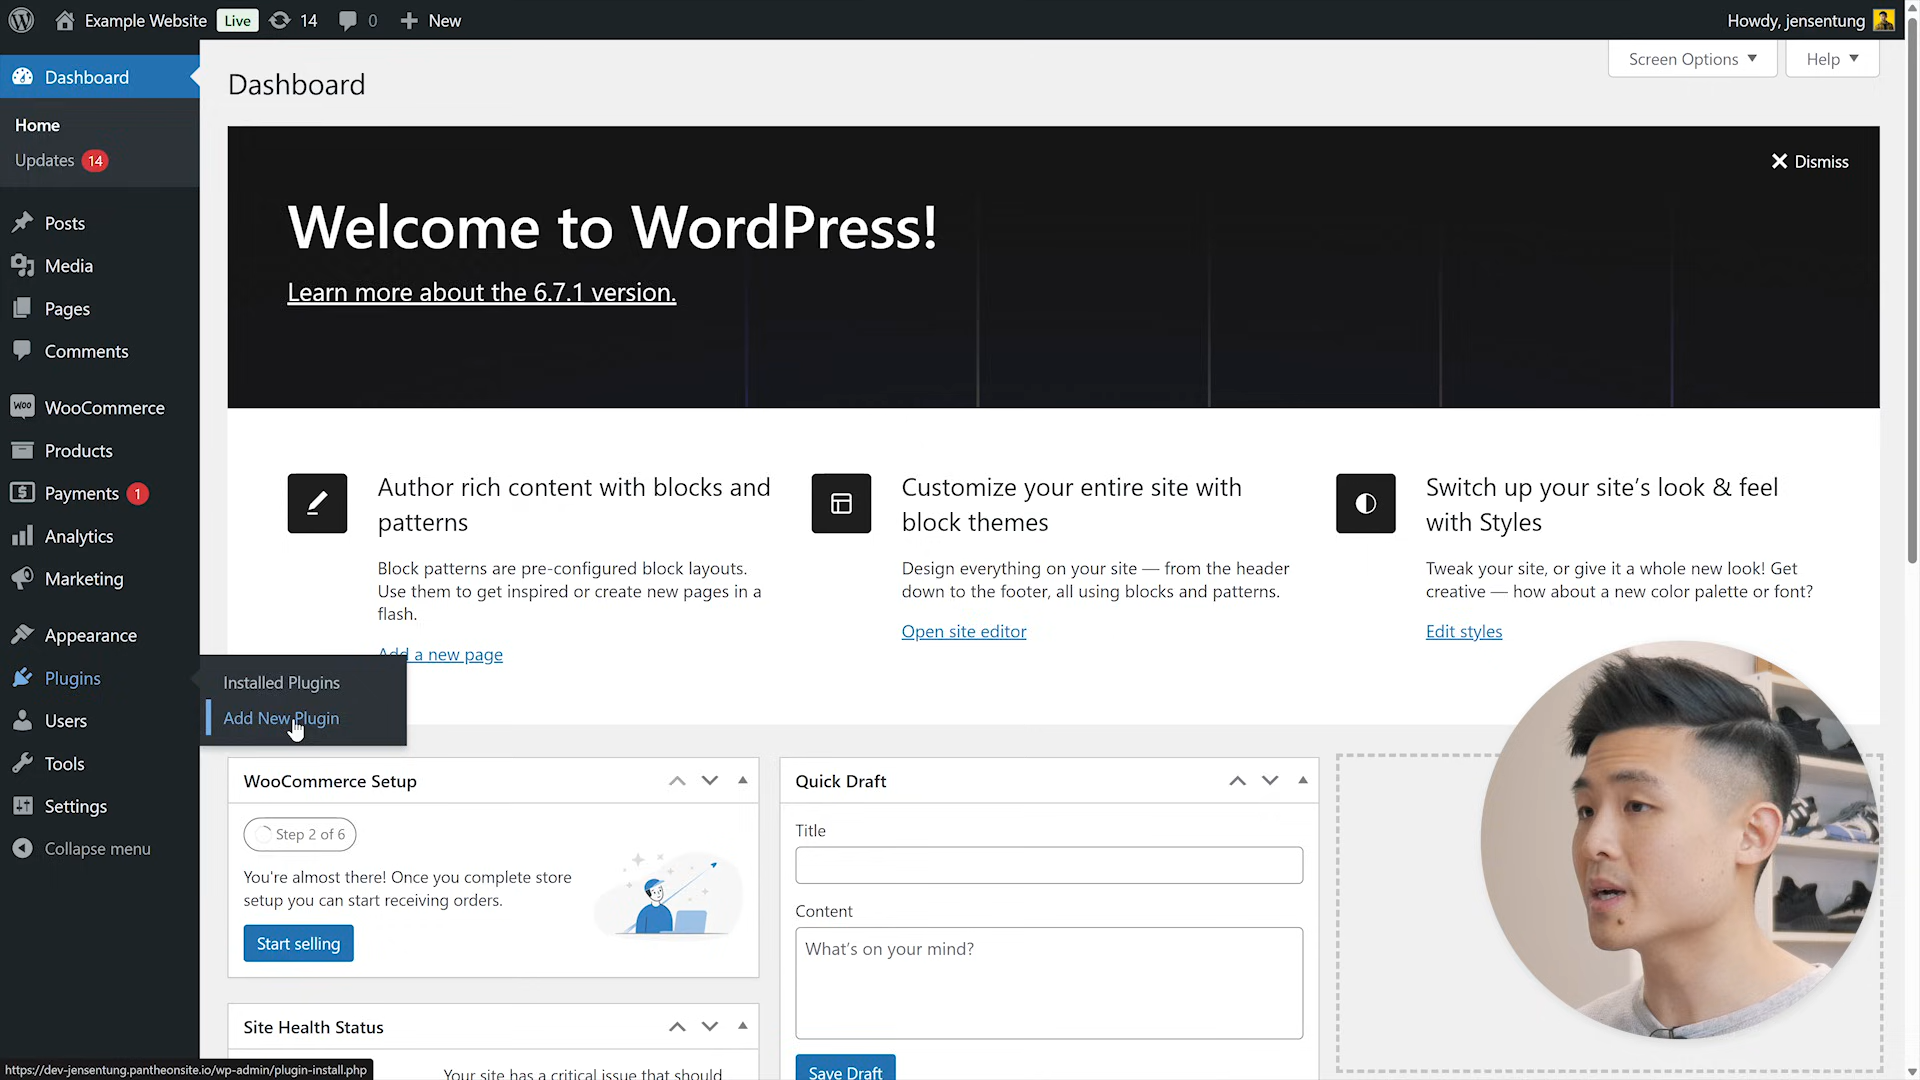 Example Website
Live
14
0
New
Howdy, jensentung
Screen Options
Help
Dashboard
Home
Updates 14
Posts
Media
Pages
Comments
WooCommerce
Products
Payments 1
Analytics
Marketing
Appearance
Plugins
Users
Tools
Settings
Collapse menu
Installed Plugins
Add New Plugin
Dashboard
Dismiss
Welcome to WordPress!
Learn more about the 6.7.1 version.
Author rich content with blocks and
patterns
Block patterns are pre-configured block layouts.
Use them to get inspired or create new pages in a
flash.
Add a new page
Customize your entire site with
block themes
Design everything on your site — from the header
down to the footer, all using blocks and patterns.
Open site editor
Switch up your site’s look & feel
with Styles
Tweak your site, or give it a whole new look! Get
creative — how about a new color palette or font?
Edit styles
WooCommerce Setup
Step 2 of 6
You're almost there! Once you complete store
setup you can start receiving orders.
Start selling
Site Health Status
Your site has a critical issue that should
Quick Draft
Title
Content
What’s on your mind?
Save Draft
https://dev-jensentung.pantheonsite.io/wp-admin/plugin-install.php